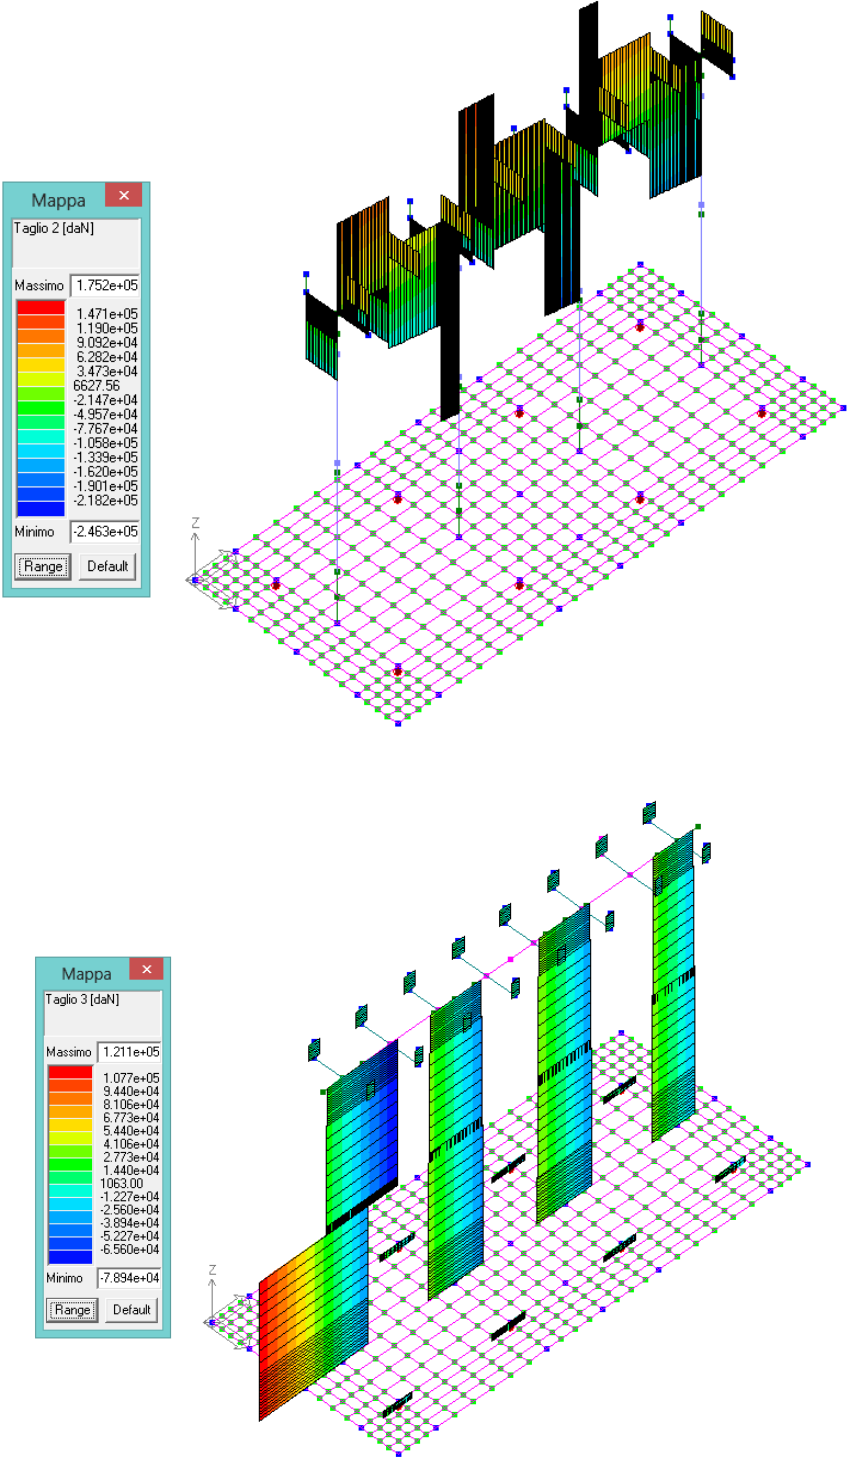 Mappa
Taglio 2 [daN]
Massimo 1.752e+05
1.471e+05
1.190e+05
9.092e+04
6.282e+04
3.473e+04
6627.56
-2.147e+04
-4.957e+04
-7.767e+04
-1.058e+05
-1.339e+05
-1.620e+05
-1.901e+05
-2.182e+05
Minimo -2.463e+05
Range Default
Z
Mappa
Taglio 3 [daN]
Massimo 1.211e+05
1.077e+05
9.440e+04
8.106e+04
6.773e+04
5.440e+04
4.106e+04
2.773e+04
1.440e+04
1063.00
-1.227e+04
-2.560e+04
-3.894e+04
-5.227e+04
-6.560e+04
Minimo -7.894e+04
Range Default
Z